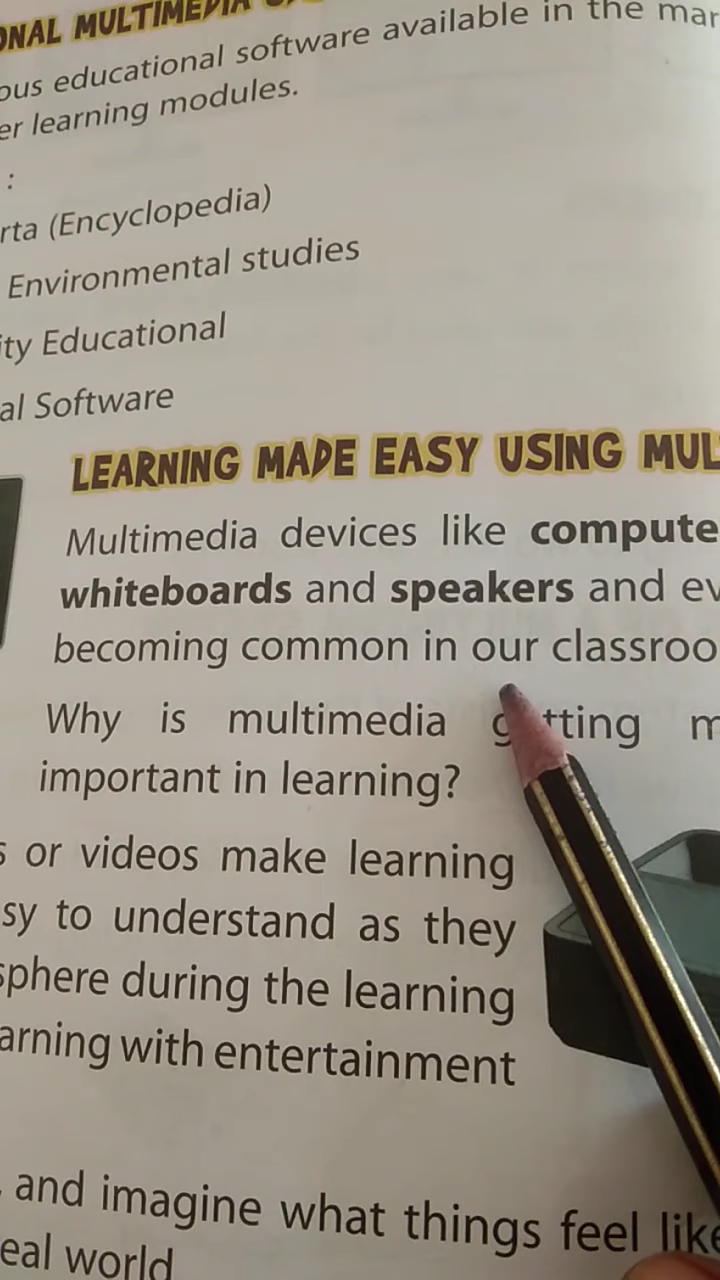 ONAL MULTIMEDIA
ous educational software available in the mar
er learning modules.
:
rta (Encyclopedia)
Environmental studies
ity Educational
al Software
LEARNING MADE EASY USING MUL
Multimedia devices like compute
whiteboards and speakers and ev
becoming common in our classroo
Why is multimedia getting m
important in learning?
s or videos make learning
sy to understand as they
sphere during the learning
arning with entertainment
, and imagine what things feel like
eal world